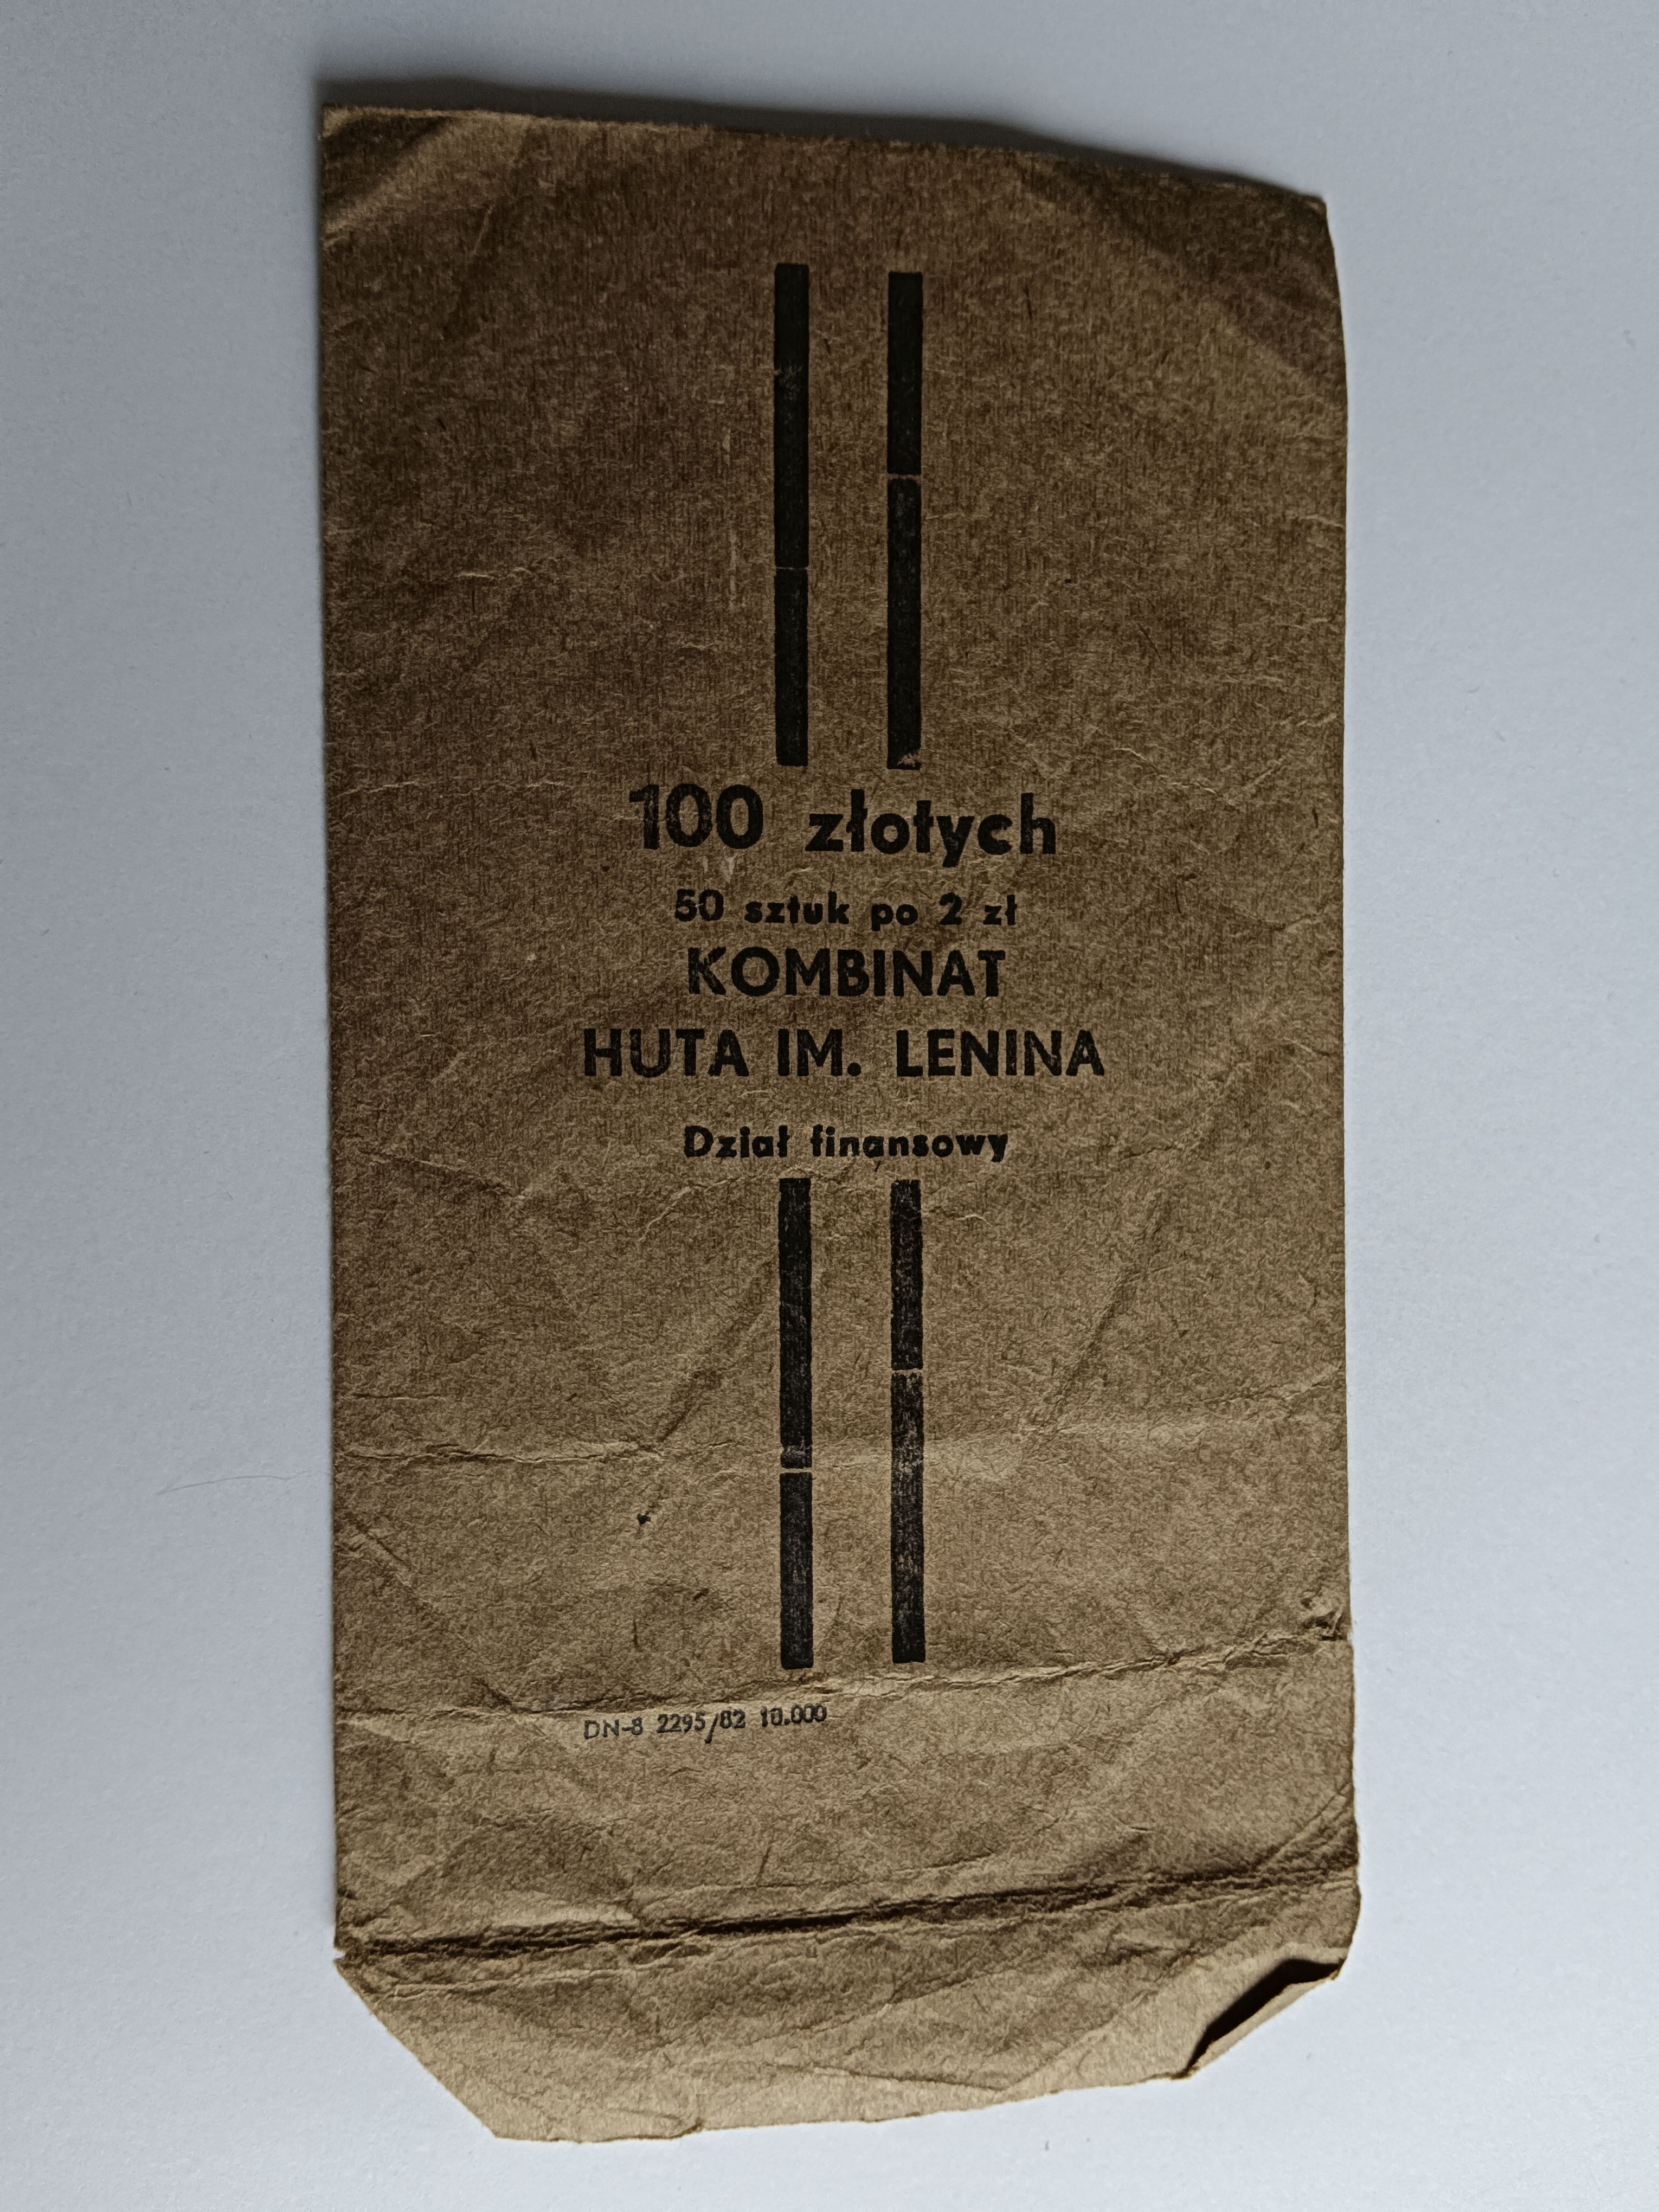 100 złotych
50 sztuk po 2 zł
KOMBINAT
HUTA IM. LENINA
Dział finansowy
DN-8 2295/82 10.000